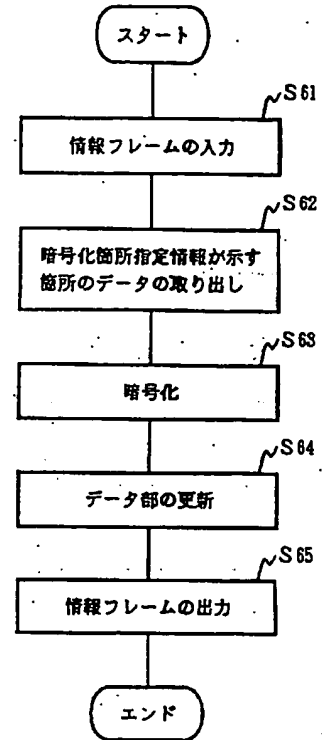 スタート
S61
情報フレームの入力
S62
暗号化箇所指定情報が示す
箇所のデータの取り出し
S63
暗号化
S64
データ部の更新
S65
情報フレームの出力
エンド